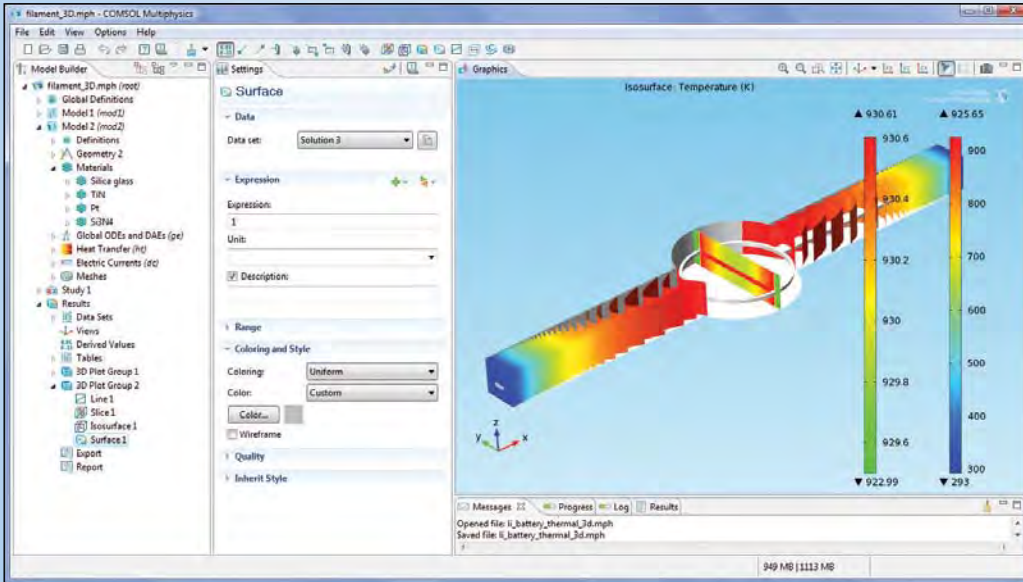 filament_3D.mph - COMSOL Multiphysics
File Edit View Options Help
Model Builder
filament_3D.mph (root)
Global Definitions
Model 1 (mod1)
Model 2 (mod2)
Definitions
Geometry 2
Materials
Silica glass
TiN
Pt
Si3N4
Global ODEs and DAEs (pe)
Heat Transfer (ht)
Electric Currents (dc)
Meshes
Study 1
Results
Data Sets
Views
Derived Values
Tables
3D Plot Group 1
3D Plot Group 2
Line 1
Slice 1
Isosurface 1
Surface 1
Export
Report
Settings
Surface
Data
Data set: Solution 3
Expression
Expression:
1
Unit:
Description:
Range
Coloring and Style
Coloring: Uniform
Color: Custom
Color...
Wireframe
Quality
Inherit Style
Graphics
Isosurface: Temperature (K)
▲ 930.61 ▲ 925.65
930.6
930.4
930.2
930
929.8
929.6
▼ 922.99
900
800
700
600
500
400
300
▼ 293
z
y x
Messages Progress Log Results
Opened file: li_battery_thermal_3d.mph
Saved file: li_battery_thermal_3d.mph
949 MB | 1113 MB